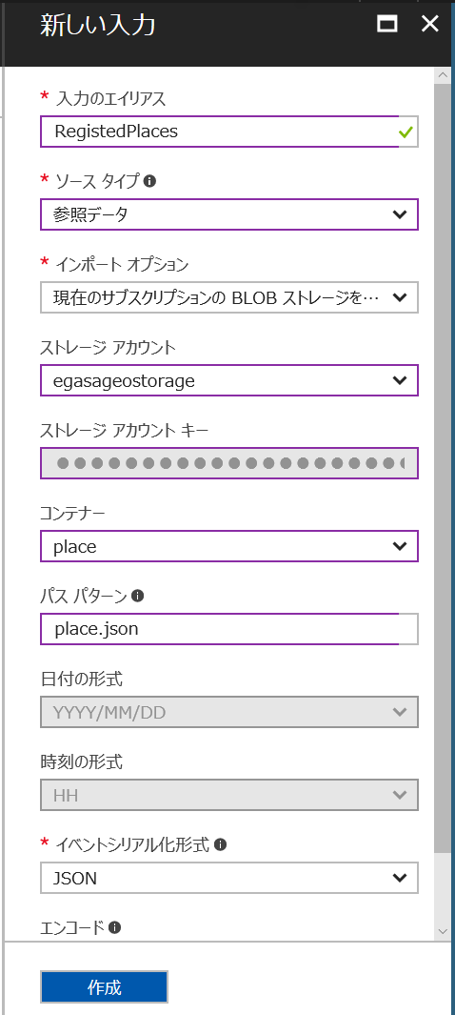 新しい入力
* 入力のエイリアス
RegistedPlaces
* ソース タイプ
参照データ
* インポート オプション
現在のサブスクリプションの BLOB ストレージを…
ストレージ アカウント
egasageostorage
ストレージ アカウント キー
コンテナー
place
パス パターン
place.json
日付の形式
YYYY/MM/DD
時刻の形式
HH
* イベントシリアル化形式
JSON
エンコード
作成